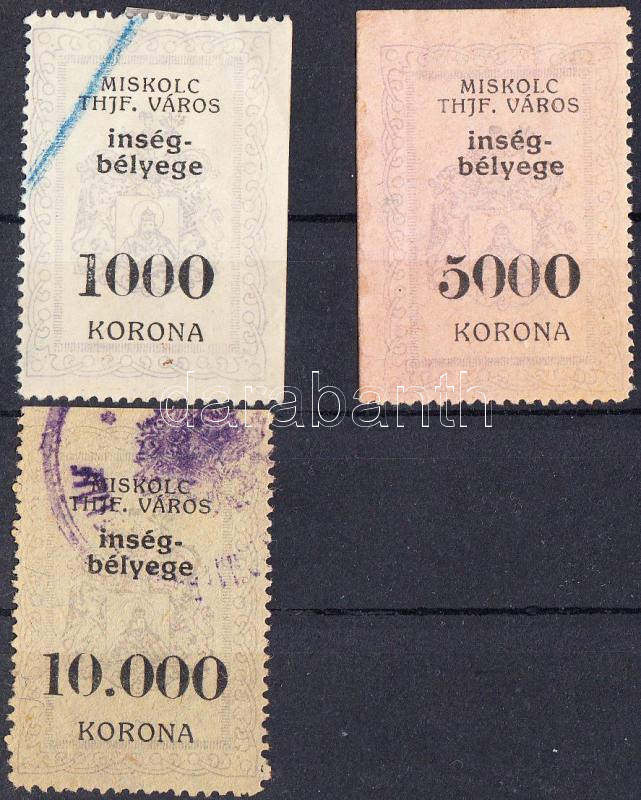 MISKOLC
THJF. VÁROS
inség-
bélyege
1000
KORONA
MISKOLC
THJF. VÁROS
inség-
bélyege
5000
KORONA
darabanth
MISKOLC
THJF. VÁROS
inség-
bélyege
10.000
KORONA